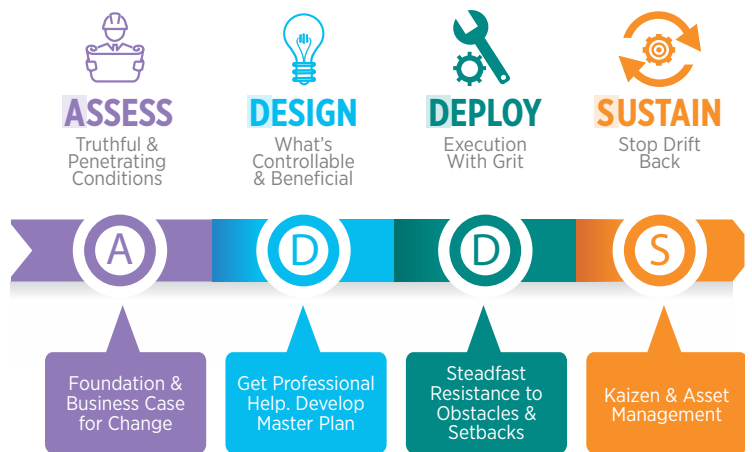 ASSESS
Truthful &
Penetrating
Conditions
DESIGN
What's
Controllable
& Beneficial
DEPLOY
Execution
With Grit
SUSTAIN
Stop Drift
Back
A
D
D
S
Foundation &
Business Case
for Change
Get Professional
Help. Develop
Master Plan
Steadfast
Resistance to
Obstacles &
Setbacks
Kaizen & Asset
Management